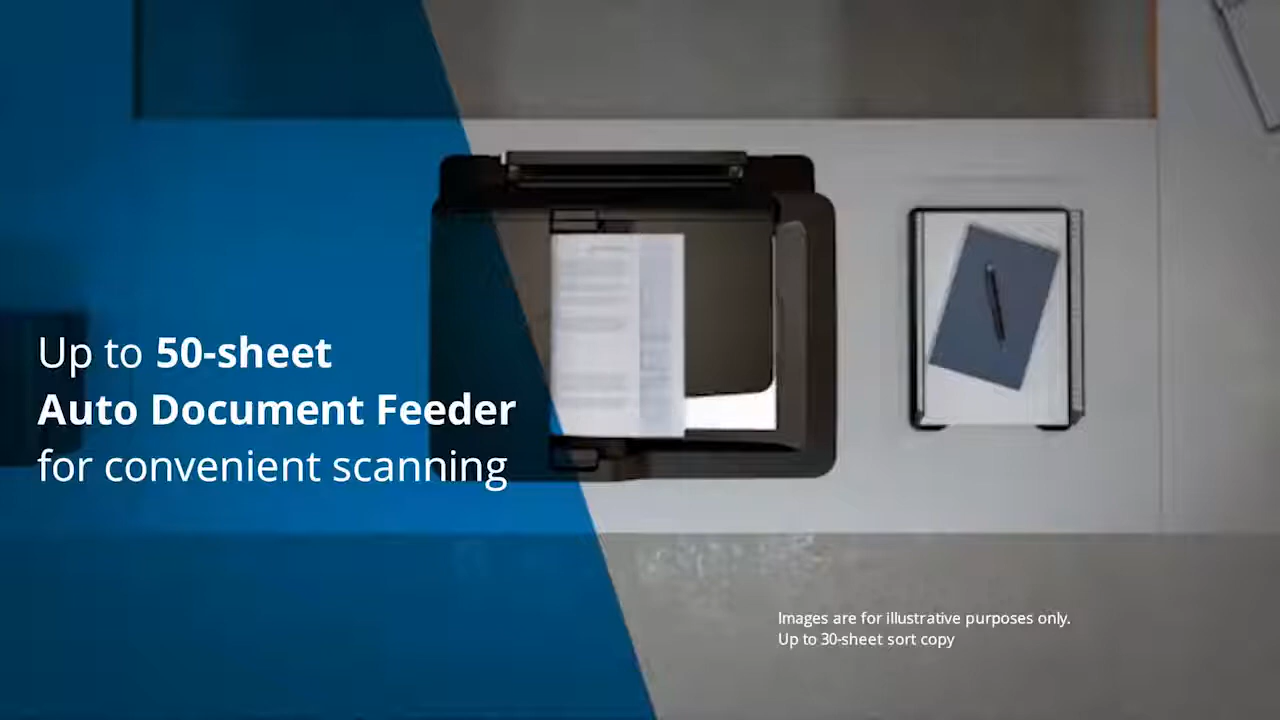 Up to 50-sheet
Auto Document Feeder
for convenient scanning
Images are for illustrative purposes only.
Up to 30-sheet sort copy